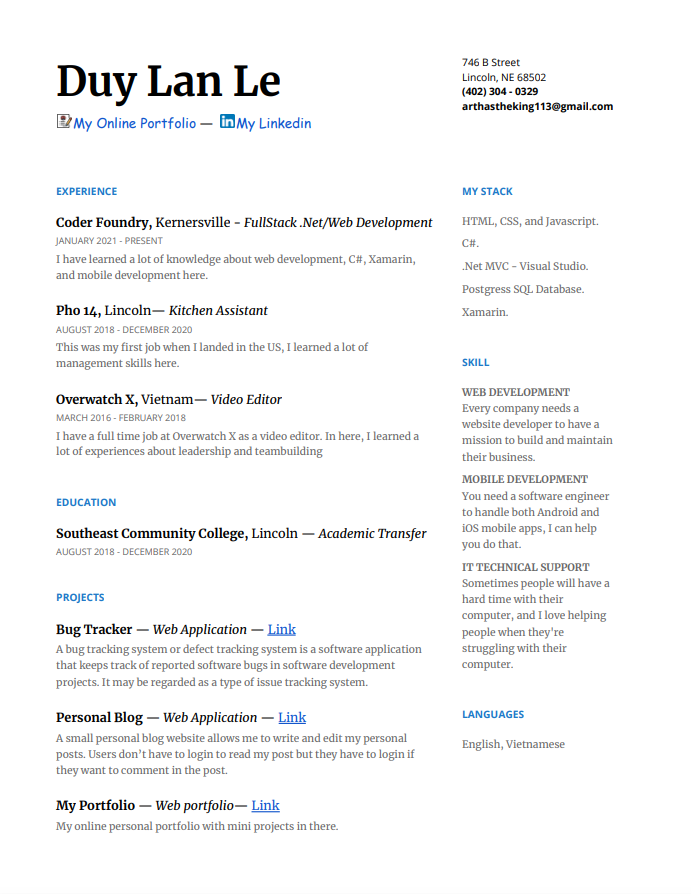 Duy Lan Le
My Online Portfolio — My Linkedin
746 B Street
Lincoln, NE 68502
(402) 304 - 0329
arthastheking113@gmail.com
EXPERIENCE
Coder Foundry, Kernersville - FullStack .Net/Web Development
JANUARY 2021 - PRESENT
I have learned a lot of knowledge about web development, C#, Xamarin,
and mobile development here.
Pho 14, Lincoln— Kitchen Assistant
AUGUST 2018 - DECEMBER 2020
This was my first job when I landed in the US, I learned a lot of
management skills here.
Overwatch X, Vietnam— Video Editor
MARCH 2016 - FEBRUARY 2018
I have a full time job at Overwatch X as a video editor. In here, I learned a
lot of experiences about leadership and teambuilding
EDUCATION
Southeast Community College, Lincoln — Academic Transfer
AUGUST 2018 - DECEMBER 2020
PROJECTS
Bug Tracker — Web Application — Link
A bug tracking system or defect tracking system is a software application
that keeps track of reported software bugs in software development
projects. It may be regarded as a type of issue tracking system.
Personal Blog — Web Application — Link
A small personal blog website allows me to write and edit my personal
posts. Users don't have to login to read my post but they have to login if
they want to comment in the post.
My Portfolio — Web portfolio— Link
My online personal portfolio with mini projects in there.
MY STACK
HTML, CSS, and Javascript.
C#.
.Net MVC - Visual Studio.
Postgress SQL Database.
Xamarin.
SKILL
WEB DEVELOPMENT
Every company needs a
website developer to have a
mission to build and maintain
their business.
MOBILE DEVELOPMENT
You need a software engineer
to handle both Android and
iOS mobile apps, I can help
you do that.
IT TECHNICAL SUPPORT
Sometimes people will have a
hard time with their
computer, and I love helping
people when they're
struggling with their
computer.
LANGUAGES
English, Vietnamese